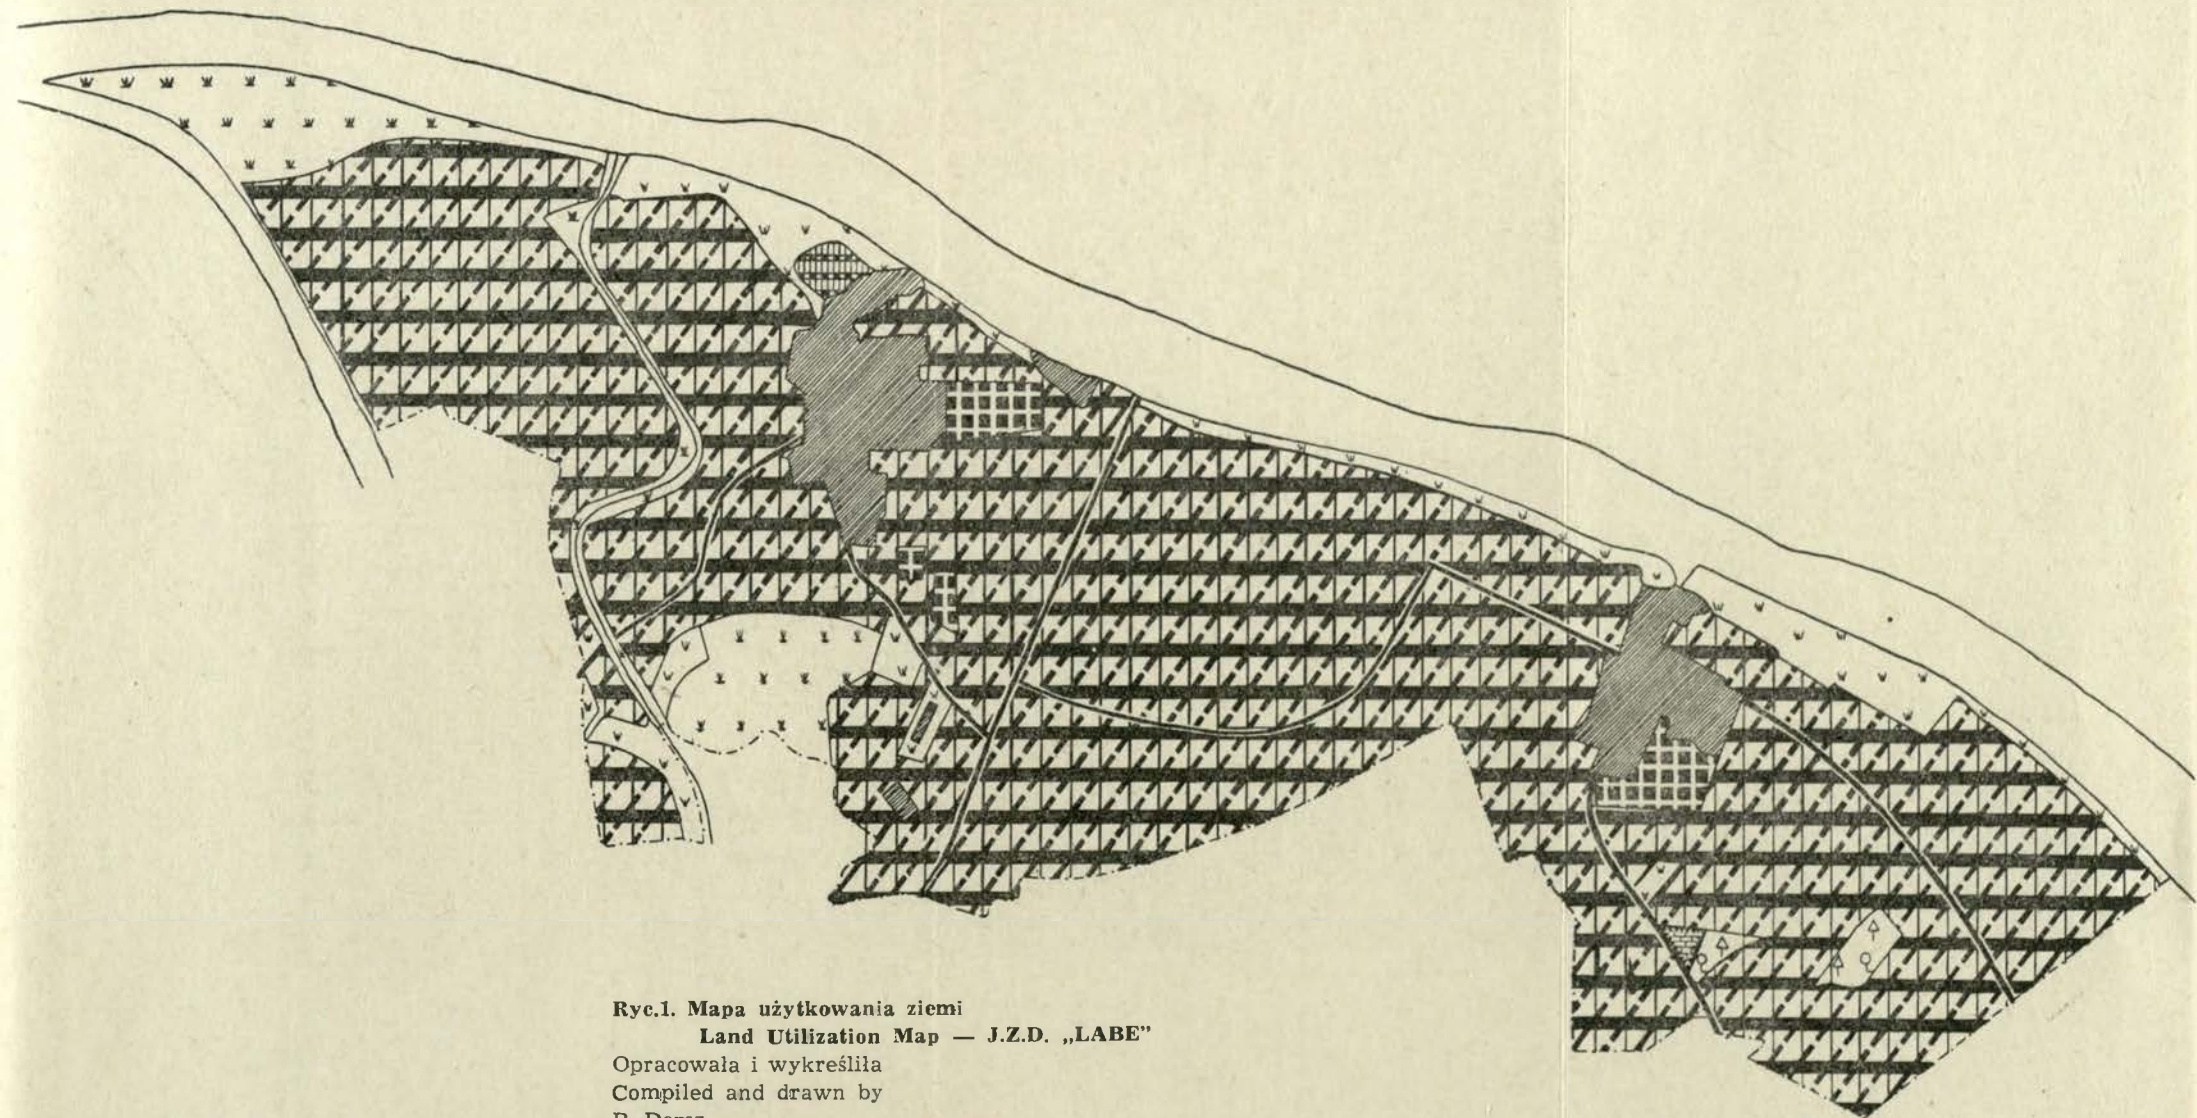 Ryc.1. Mapa użytkowania ziemi
Land Utilization Map — J.Z.D. „LABE”
Opracowała i wykreśliła
Compiled and drawn by